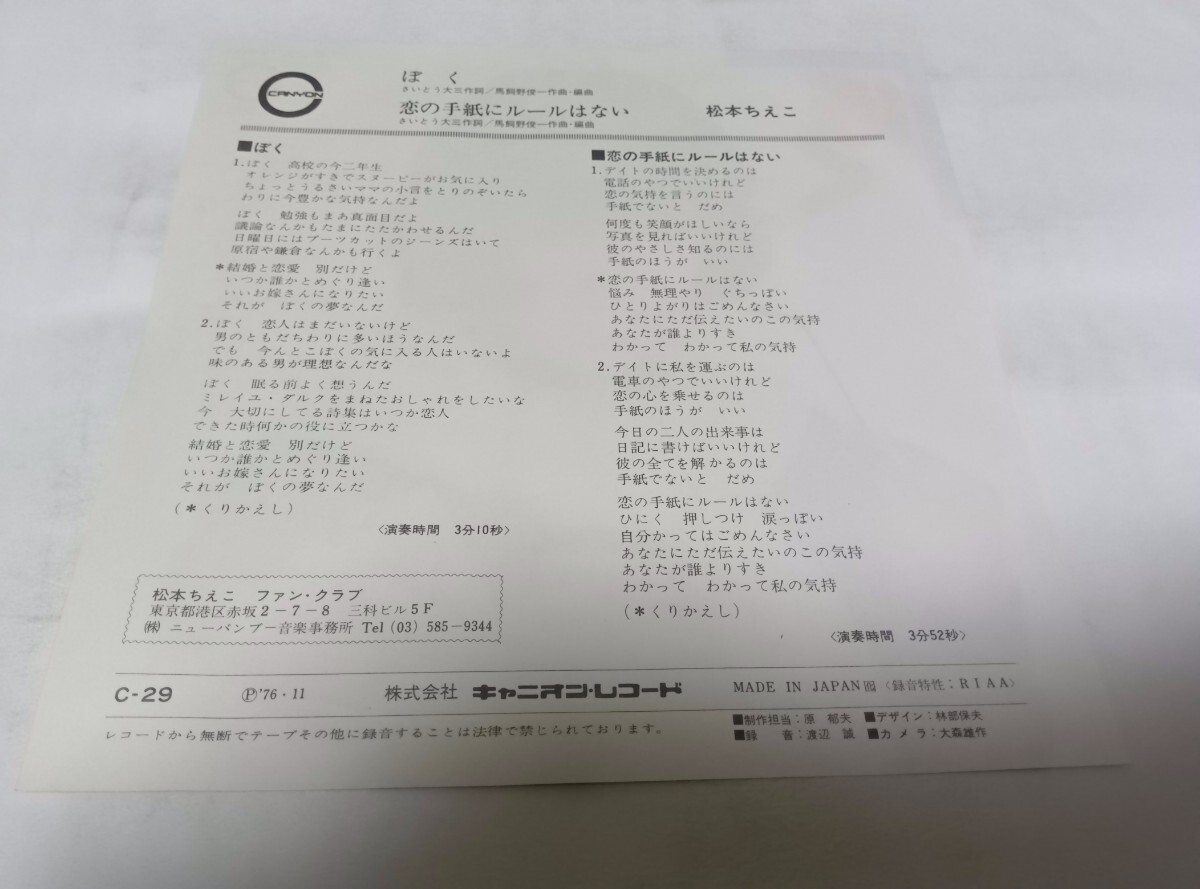 CANYON
ぼく
さいとう大三作詞/馬飼野俊一作曲・編曲
恋の手紙にルールはない
さいとう大三作詞/馬飼野俊一作曲・編曲
松本ちえこ
■ぼく
1.ぼく 高校の今二年生
オレンジがすきでスヌーピーがお気に入り
ちょっとうるさいママの小言をとりのぞいたら
わりに今豊かな気持なんだよ
ぼく 勉強もまあ真面目だよ
議論なんかもたまにたたかわせるんだ
日曜日にはブーツカットのジーンズはいて
原宿や鎌倉なんかも行くよ
*結婚と恋愛 別だけど
いつか誰かとめぐり逢い
いいお嫁さんになりたい
それが ぼくの夢なんだ
2.ぼく 恋人はまだいないけど
男のともだちわりに多いほうなんだ
でも 今んとこぼくの気に入る人はいないよ
味のある男が理想なんだな
ぼく 眠る前よく想うんだ
ミレイユ・ダルクをまねたおしゃれをしたいな
今 大切にしてる詩集はいつか恋人
できた時何かの役に立つかな
結婚と恋愛 別だけど
いつか誰かとめぐり逢い
いいお嫁さんになりたい
それが ぼくの夢なんだ
(*くりかえし)
〈演奏時間 3分10秒〉
■恋の手紙にルールはない
1.デイトの時間を決めるのは
電話のやつでいいけれど
恋の気持を言うのには
手紙でないと だめ
何度も笑顔がほしいなら
写真を見ればいいけれど
彼のやさしさ知るのには
手紙のほうが いい
*恋の手紙にルールはない
悩み 無理やり ぐちっぽい
ひとりよがりはごめんなさい
あなたにただ伝えたいのこの気持
あなたが誰よりすき
わかって わかって私の気持
2.デイトに私を運ぶのは
電車のやつでいいけれど
恋の心を乗せるのは
手紙のほうが いい
今日の二人の出来事は
日記に書けばいいけれど
彼の全てを解かるのは
手紙でないと だめ
恋の手紙にルールはない
ひにく 押しつけ 涙っぽい
自分かってはごめんなさい
あなたにただ伝えたいのこの気持
あなたが誰よりすき
わかって わかって私の気持
(*くりかえし)
〈演奏時間 3分52秒〉
松本ちえこ ファン・クラブ
東京都港区赤坂2-7-8 三科ビル5F
㈱ ニューバンブー音楽事務所 Tel (03) 585-9344
C-29 Ⓟ'76・11 株式会社 キャニオン・レコード MADE IN JAPAN 〈録音特性:RIAA〉
レコードから無断でテープその他に録音することは法律で禁じられております。
■制作担当:原 郁夫 ■デザイン:林部保夫
■録 音:渡辺 誠 ■カメラ:大森雄作